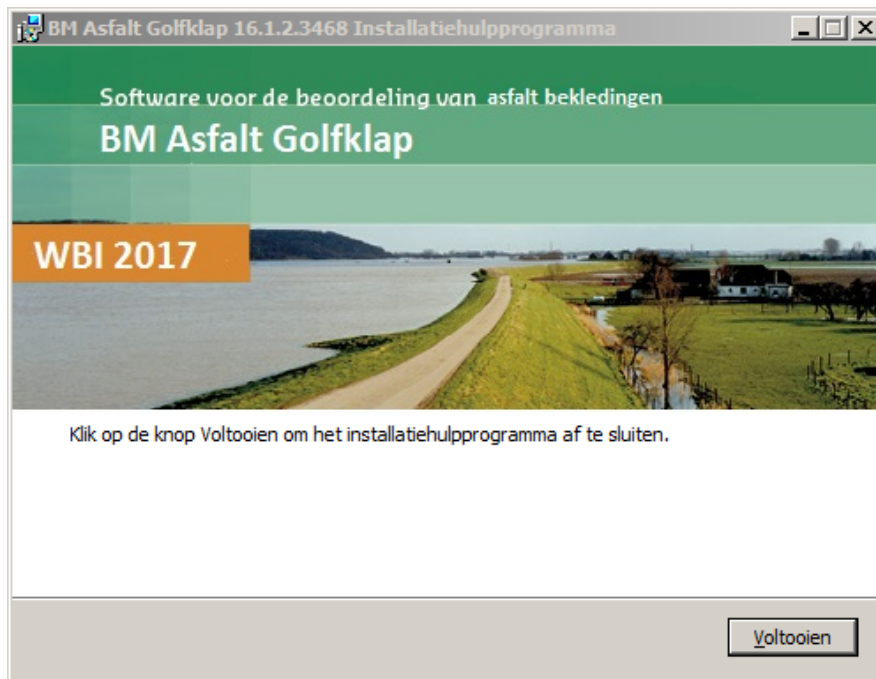 BM Asfalt Golfklap 16.1.2.3468 Installatiehulpprogramma
Software voor de beoordeling van asfalt bekledingen
BM Asfalt Golfklap
WBI 2017
Klik op de knop Voltooien om het installatiehulpprogramma af te sluiten.
Voltooien